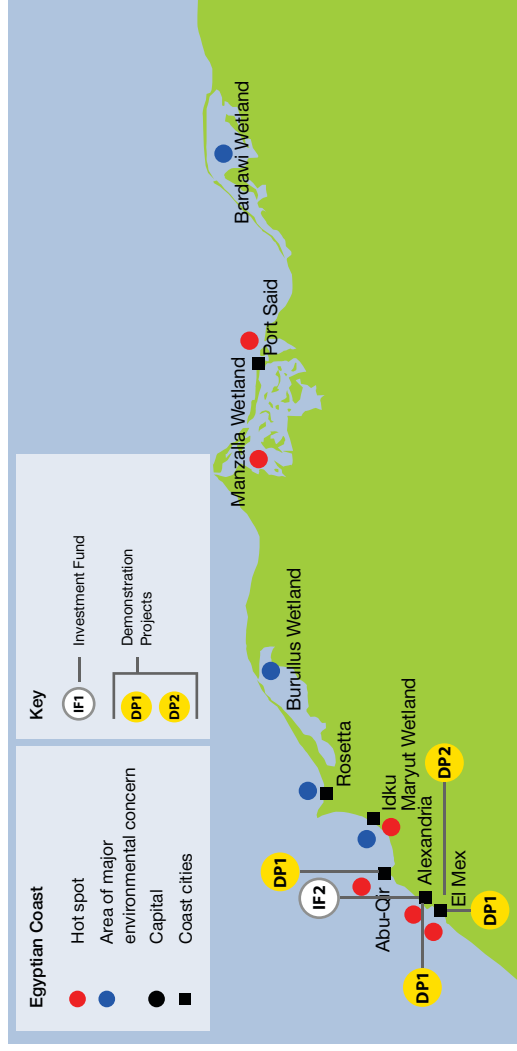 Egyptian Coast
Hot spot
Area of major
environmental concern
Capital
Coast cities
Key
IF1
Investment Fund
DP1
DP2
Demonstration
Projects
DP1
IF2
Abu-Qir
DP1
Alexandria
El Mex
DP1
DP2
Maryut Wetland
Idku
Rosetta
Burullus Wetland
Manzalla Wetland
Port Said
Bardawi Wetland